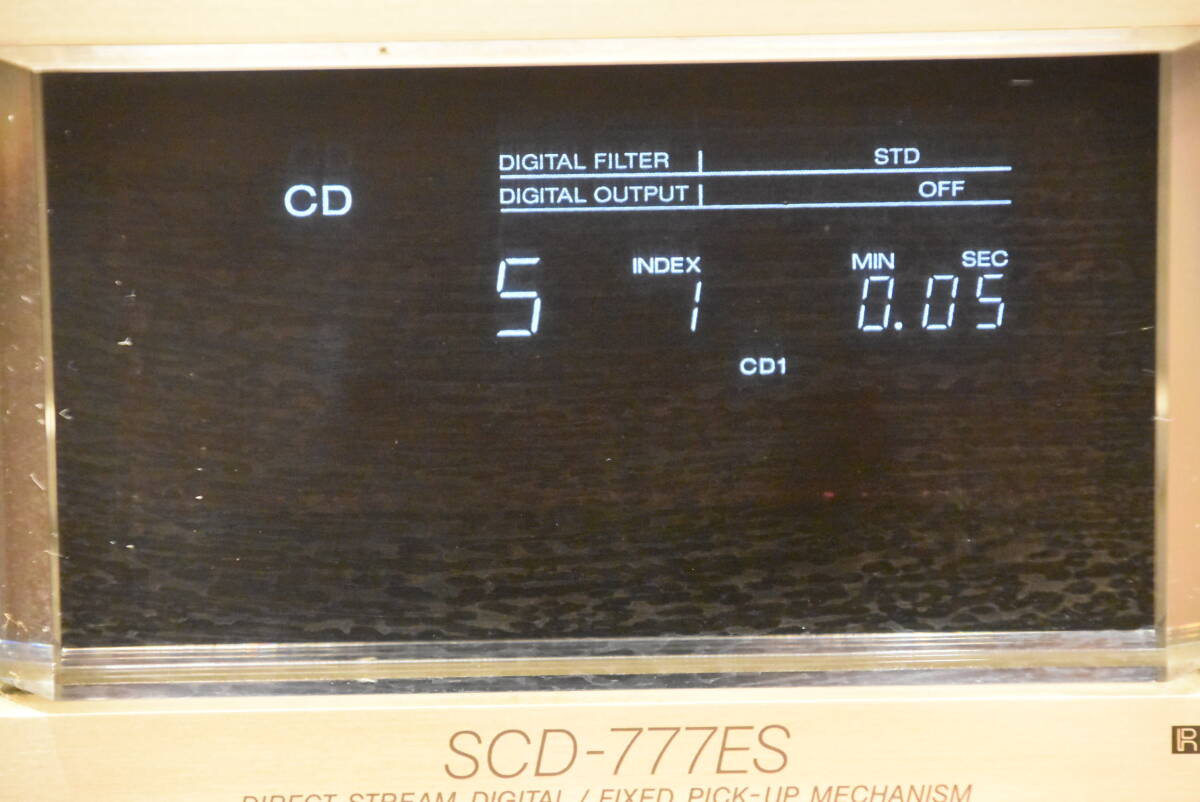 CD
DIGITAL FILTER STD
DIGITAL OUTPUT OFF
INDEX MIN SEC
5 1 0.05
CD1
SCD-777ES
R
DIRECT STREAM DIGITAL / FIXED PICK-UP MECHANISM